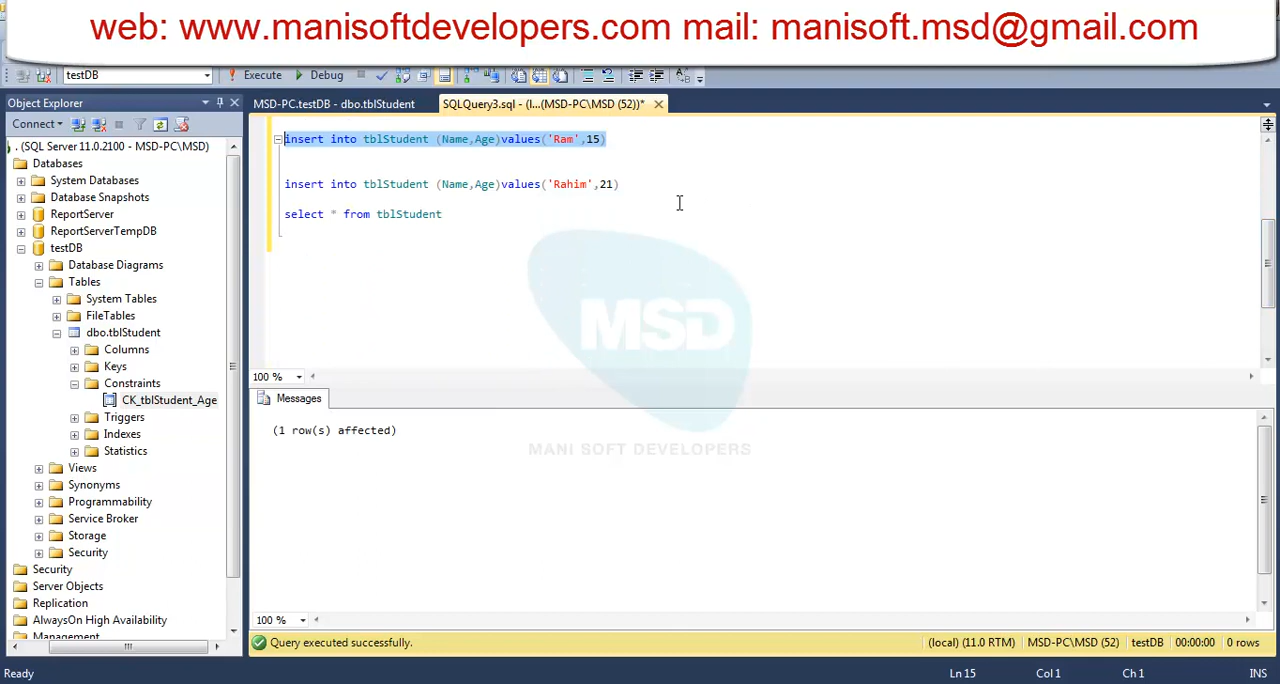 web: www.manisoftdevelopers.com mail: manisoft.msd@gmail.com
testDB
Execute
Debug
Object Explorer
MSD-PC.testDB - dbo.tblStudent
SQLQuery3.sql - (l...(MSD-PC\MSD (52))*
Connect
. (SQL Server 11.0.2100 - MSD-PC\MSD)
Databases
System Databases
Database Snapshots
ReportServer
ReportServerTempDB
testDB
Database Diagrams
Tables
System Tables
FileTables
dbo.tblStudent
Columns
Keys
Constraints
CK_tblStudent_Age
Triggers
Indexes
Statistics
Views
Synonyms
Programmability
Service Broker
Storage
Security
Security
Server Objects
Replication
AlwaysOn High Availability
Management
insert into tblStudent (Name,Age)values('Ram',15)
insert into tblStudent (Name,Age)values('Rahim',21)
select * from tblStudent
MSD
MANI SOFT DEVELOPERS
100 %
Messages
(1 row(s) affected)
100 %
Query executed successfully.
(local) (11.0 RTM)
MSD-PC\MSD (52)
testDB
00:00:00
0 rows
Ready
Ln 15
Col 1
Ch 1
INS